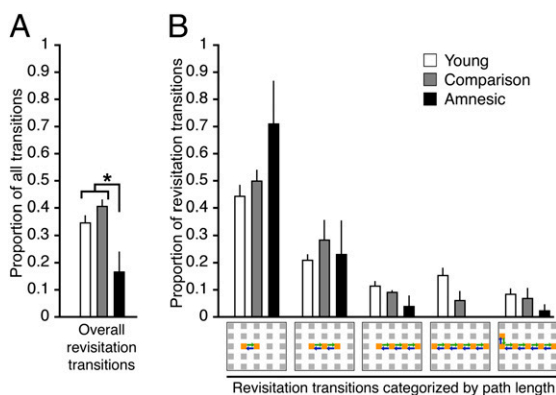 A
B
Proportion of all transitions
1
0.9
0.8
0.7
0.6
0.5
0.4
0.3
0.2
0.1
0
*
Overall
revisitation
transitions
Proportion of revisitation transitions
1
0.9
0.8
0.7
0.6
0.5
0.4
0.3
0.2
0.1
0
Young
Comparison
Amnesic
Revisitation transitions categorized by path length